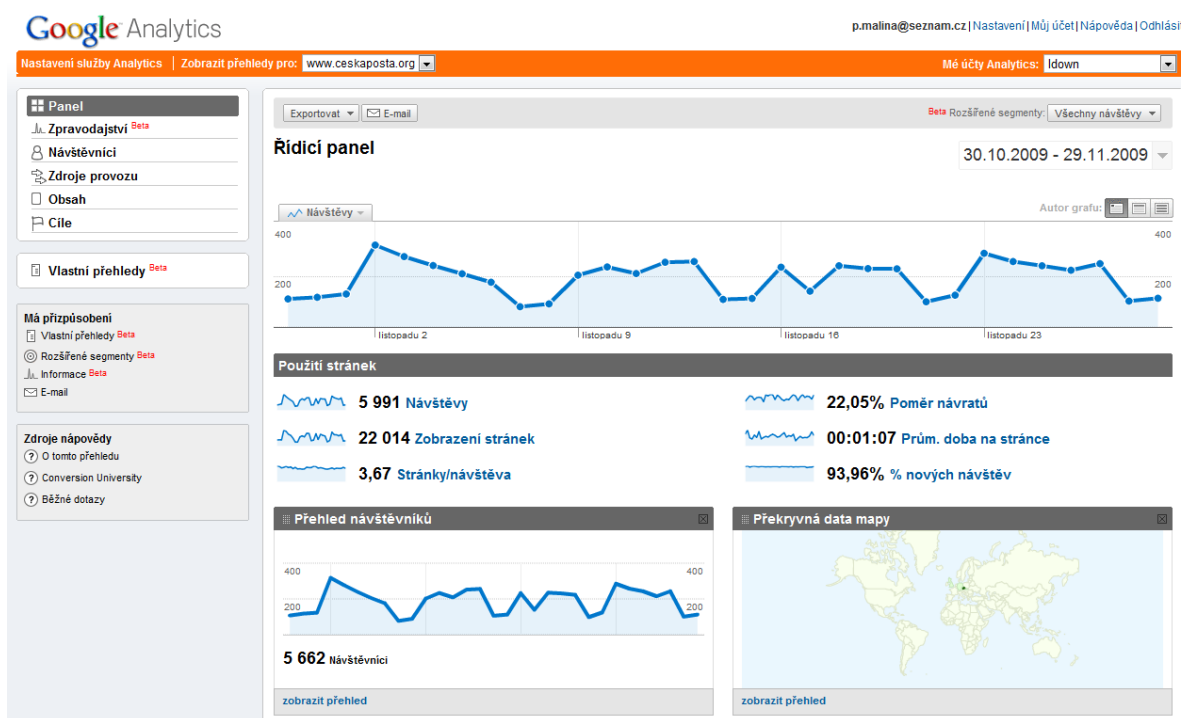 Google Analytics
p.malina@seznam.cz | Nastavení | Můj účet | Nápověda | Odhlásit
Nastavení služby Analytics | Zobrazit přehledy pro: www.ceskaposta.org
Mé účty Analytics: Idown
Panel
Zpravodajství Beta
Návštěvníci
Zdroje provozu
Obsah
Cíle
Vlastní přehledy Beta
Má přizpůsobení
Vlastní přehledy Beta
Rozšířené segmenty Beta
Informace Beta
E-mail
Zdroje nápovědy
? O tomto přehledu
? Conversion University
? Běžné dotazy
Exportovat E-mail
Beta Rozšířené segmenty: Všechny návštěvy
Řídicí panel
30.10.2009 - 29.11.2009
Návštěvy
Autor grafu:
400 400
200 200
listopadu 2 listopadu 9 listopadu 16 listopadu 23
Použití stránek
5 991 Návštěvy
22 014 Zobrazení stránek
3,67 Stránky/návštěva
22,05% Poměr návratů
00:01:07 Prům. doba na stránce
93,96% % nových návštěv
Přehled návštěvníků
400 400
200 200
5 662 Návštěvníci
zobrazit přehled
Překryvná data mapy
zobrazit přehled